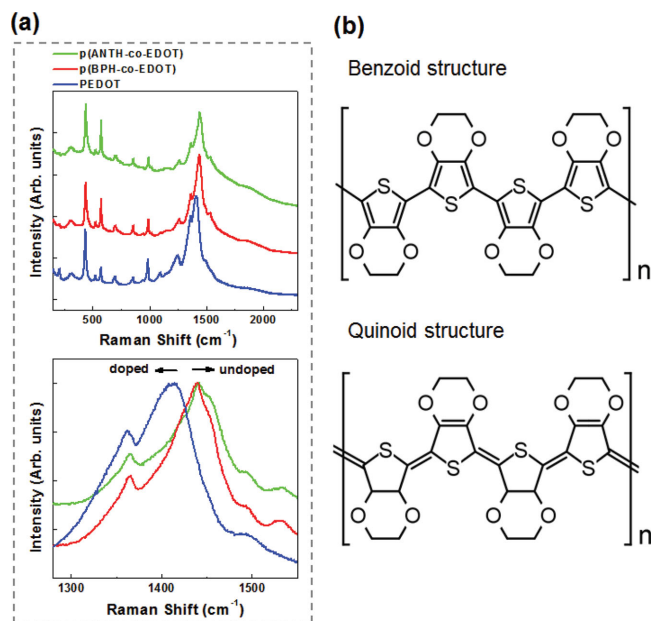 (a)
p(ANTH-co-EDOT)
p(BPH-co-EDOT)
PEDOT
Intensity (Arb. units)
500 1000 1500 2000
Raman Shift (cm⁻¹)
doped undoped
Intensity (Arb. units)
1300 1400 1500
Raman Shift (cm⁻¹)
(b)
Benzoid structure
O O O O
S S
S S
O O O O
n
Quinoid structure
O O O O
S S
S S
O O O O
n